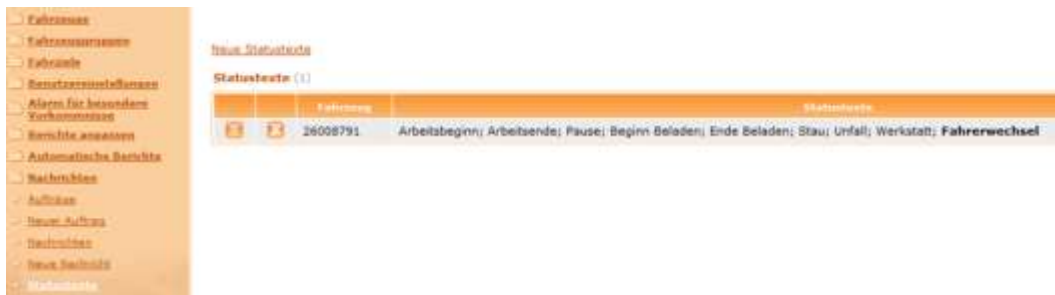 Fahrzeuge
Fahrzeuggruppen
Fahrziele
Benutzereinstellungen
Alarm für besondere
Vorkommnisse
Berichte anpassen
Automatische Berichte
Nachrichten
Aufträge
Neuer Auftrag
Nachrichten
Neue Nachricht
Statustexte
Neue Statustexte
Statustexte (1)
Fahrzeug Statustexte
26008791 Arbeitsbeginn; Arbeitsende; Pause; Beginn Beladen; Ende Beladen; Stau; Unfall; Werkstatt; Fahrerwechsel